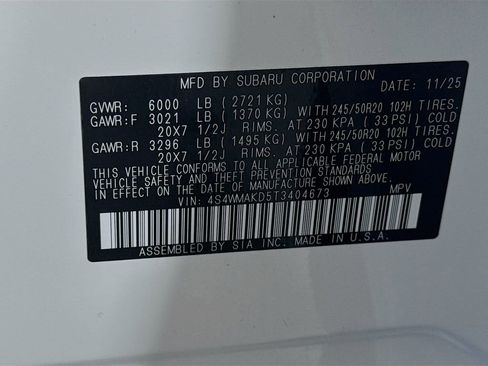 MFD BY SUBARU CORPORATION DATE: 11/25
GVWR: 6000 LB ( 2721 KG)
GAWR:F 3021 LB ( 1370 KG) WITH 245/50R20 102H TIRES.
20X7 1/2J RIMS. AT 230 KPA ( 33 PSI) COLD
GAWR:R 3296 LB ( 1495 KG) WITH 245/50R20 102H TIRES.
20X7 1/2J RIMS. AT 230 KPA ( 33 PSI) COLD
THIS VEHICLE CONFORMS TO ALL APPLICABLE FEDERAL MOTOR
VEHICLE SAFETY AND THEFT PREVENTION STANDARDS
IN EFFECT ON THE DATE OF MANUFACTURE SHOWN ABOVE.
VIN: 4S4WMAKD5T3404673 MPV
ASSEMBLED BY SIA INC. MADE IN U.S.A.